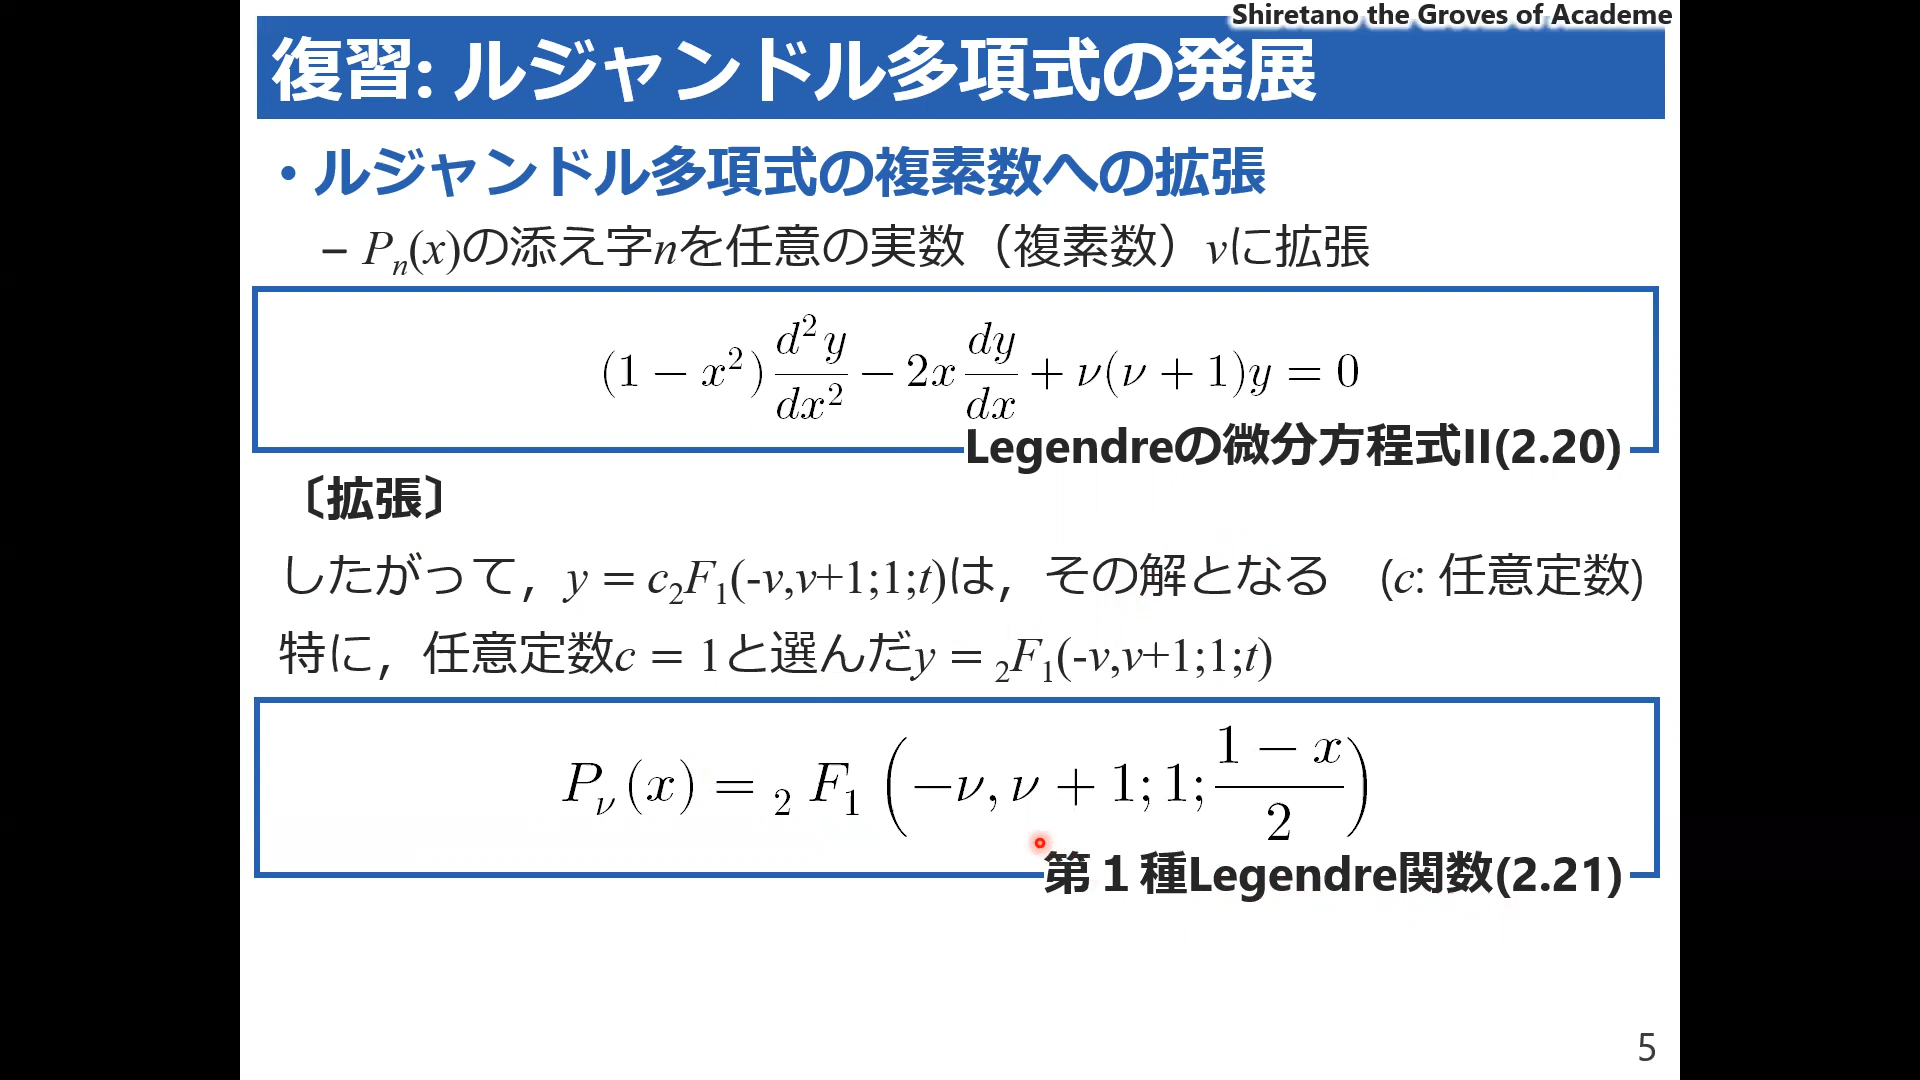 Shiretano the Groves of Academe
復習: ルジャンドル多項式の発展
• ルジャンドル多項式の複素数への拡張
– Pₙ(x)の添え字nを任意の実数（複素数）νに拡張
(1 − x²) d²y/dx² − 2x dy/dx + ν(ν + 1)y = 0
Legendreの微分方程式II(2.20)
〔拡張〕
したがって，y = c₂F₁(-ν,ν+1;1;t)は，その解となる　(c: 任意定数)
特に，任意定数c = 1と選んだy = ₂F₁(-ν,ν+1;1;t)
P_ν(x) = ₂F₁(−ν, ν + 1; 1; (1 − x)/2)
第１種Legendre関数(2.21)
5